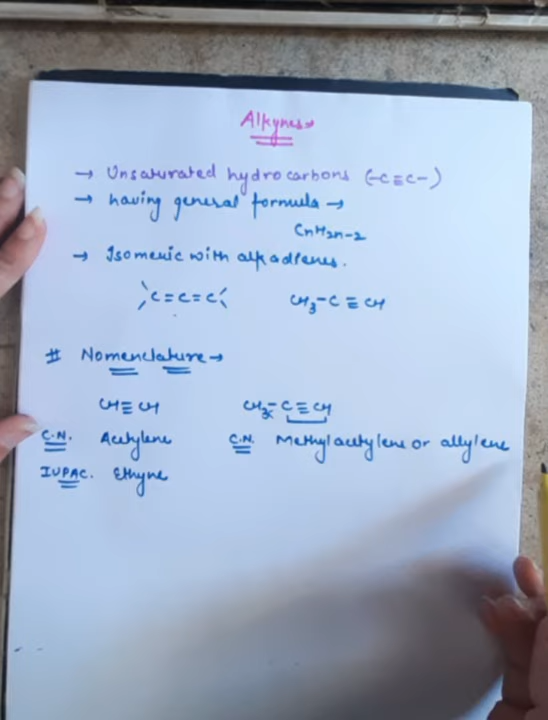 Alkynes
→ Unsaturated hydrocarbons (-C≡C-)
→ having general formula →
CnH2n-2
→ Isomeric with alkadienes.
C=C=C CH3-C≡CH
# Nomenclature →
CH≡CH CH3-C≡CH
C.N. Acetylene C.N. Methylacetylene or allylene
IUPAC. Ethyne